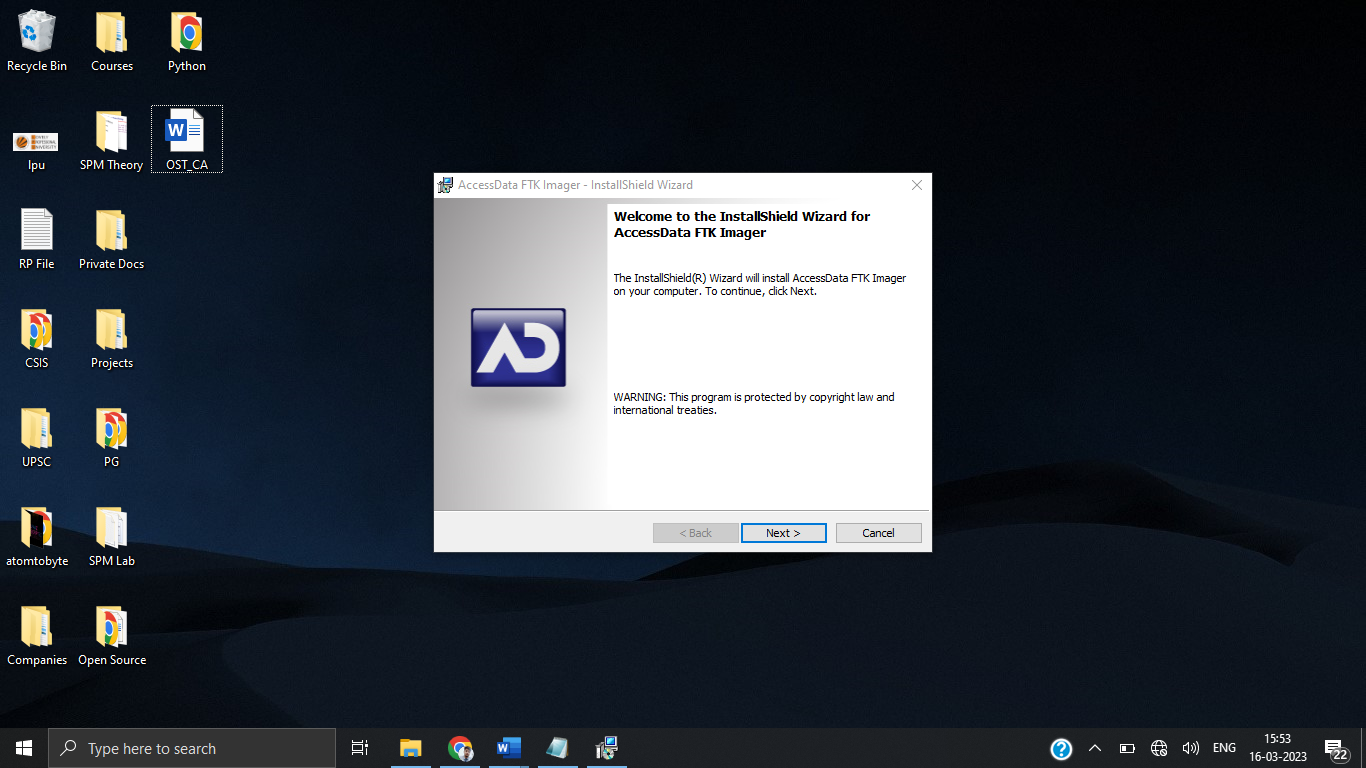 Recycle Bin
Courses
Python
lpu
SPM Theory
OST_CA
RP File
Private Docs
CSIS
Projects
UPSC
PG
atomtobyte
SPM Lab
Companies
Open Source
AccessData FTK Imager - InstallShield Wizard
Welcome to the InstallShield Wizard for
AccessData FTK Imager
The InstallShield(R) Wizard will install AccessData FTK Imager
on your computer. To continue, click Next.
AD
WARNING: This program is protected by copyright law and
international treaties.
< Back
Next >
Cancel
Type here to search
ENG
15:53
16-03-2023
22